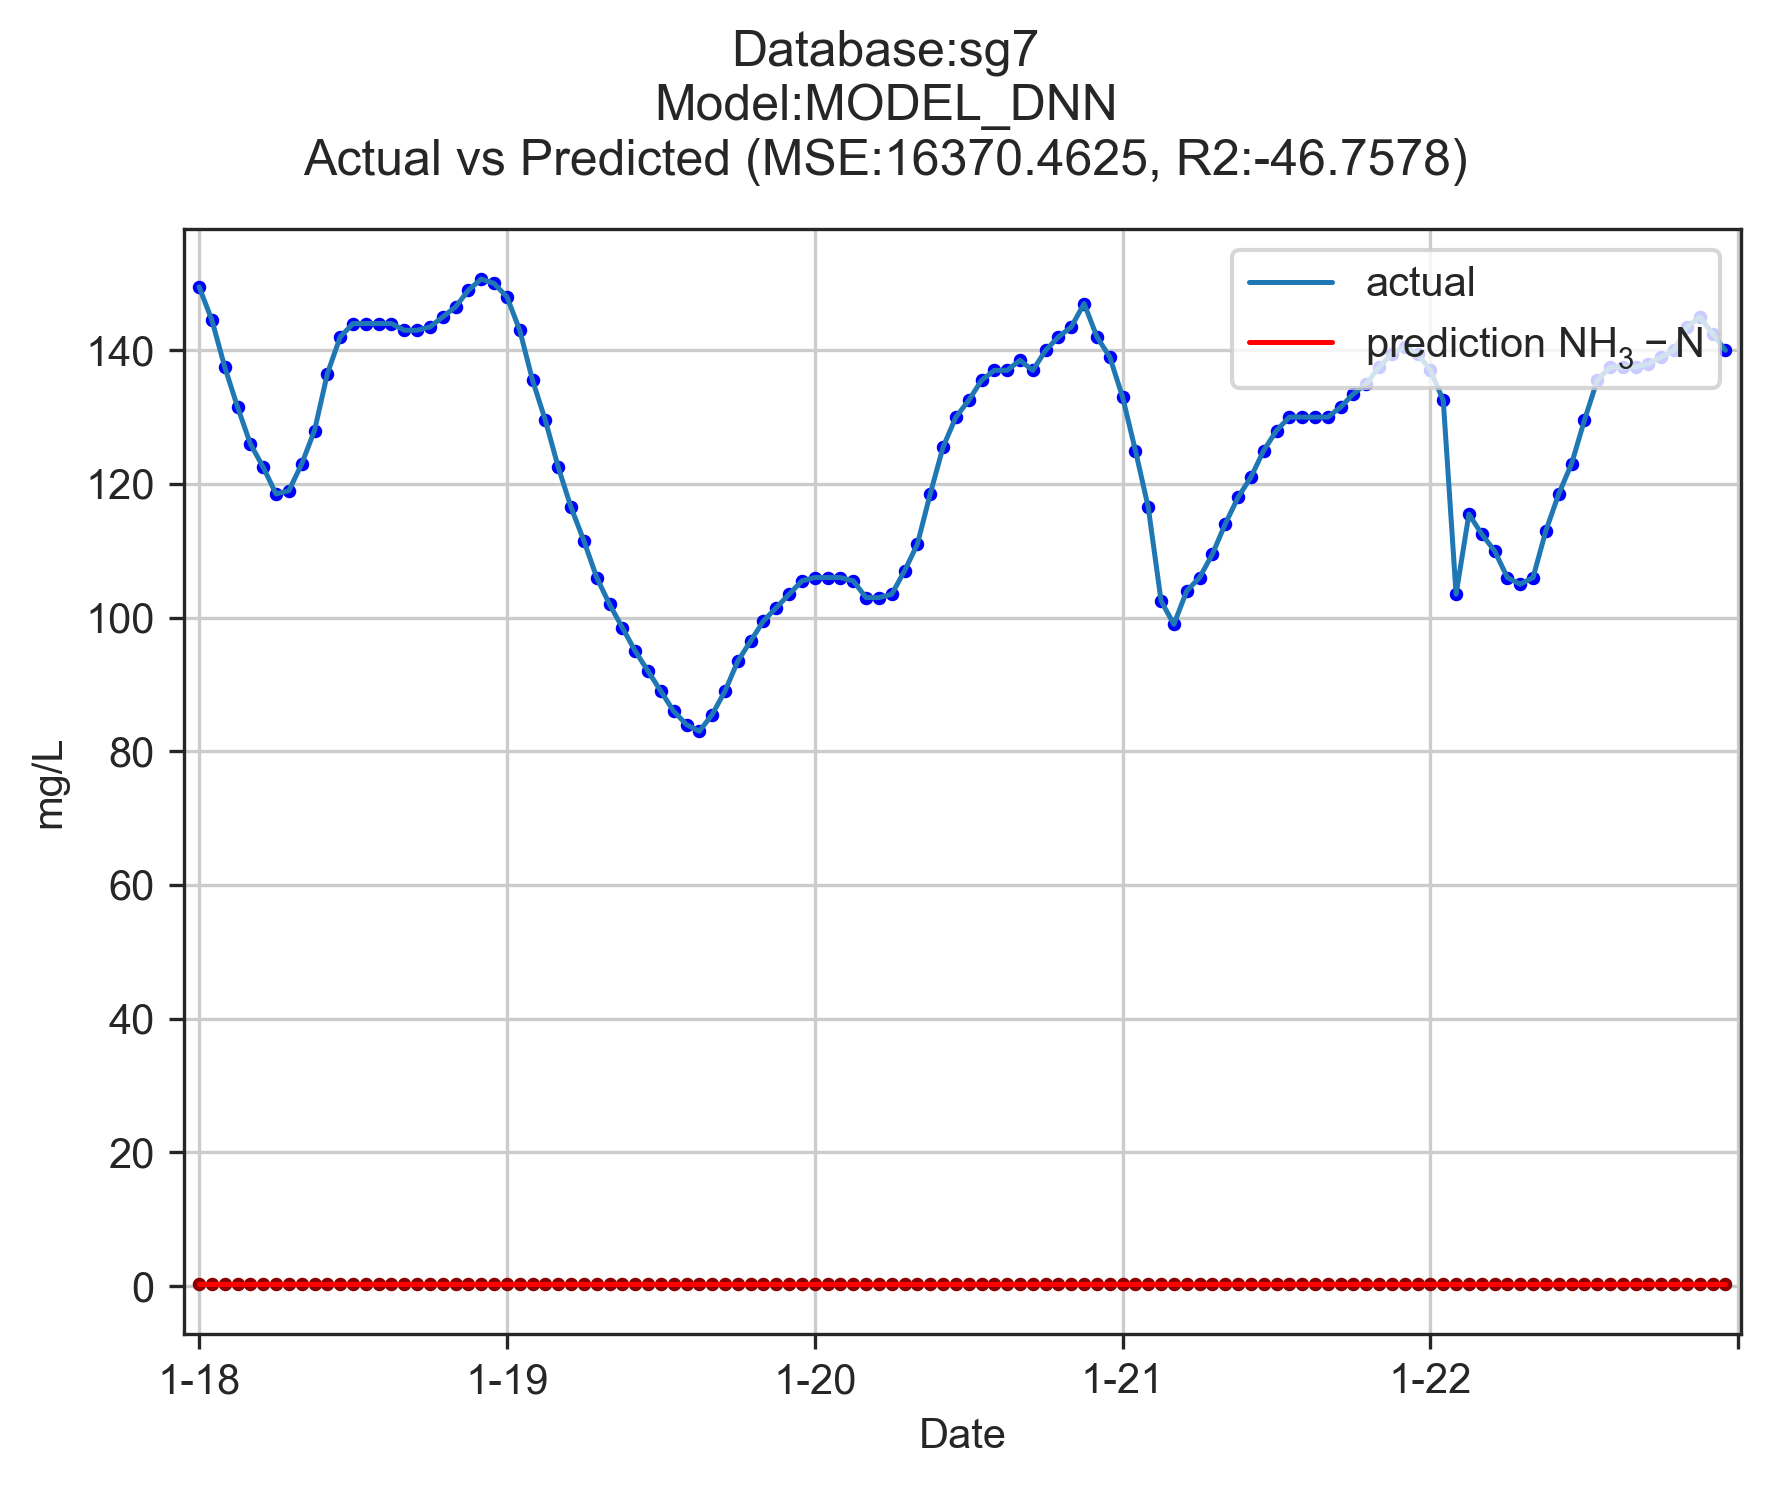 Database:sg7
Model:MODEL_DNN
Actual vs Predicted (MSE:16370.4625, R2:-46.7578)
actual
prediction NH₃ − N
140
120
100
80
60
40
20
0
mg/L
1-18 1-19 1-20 1-21 1-22
Date